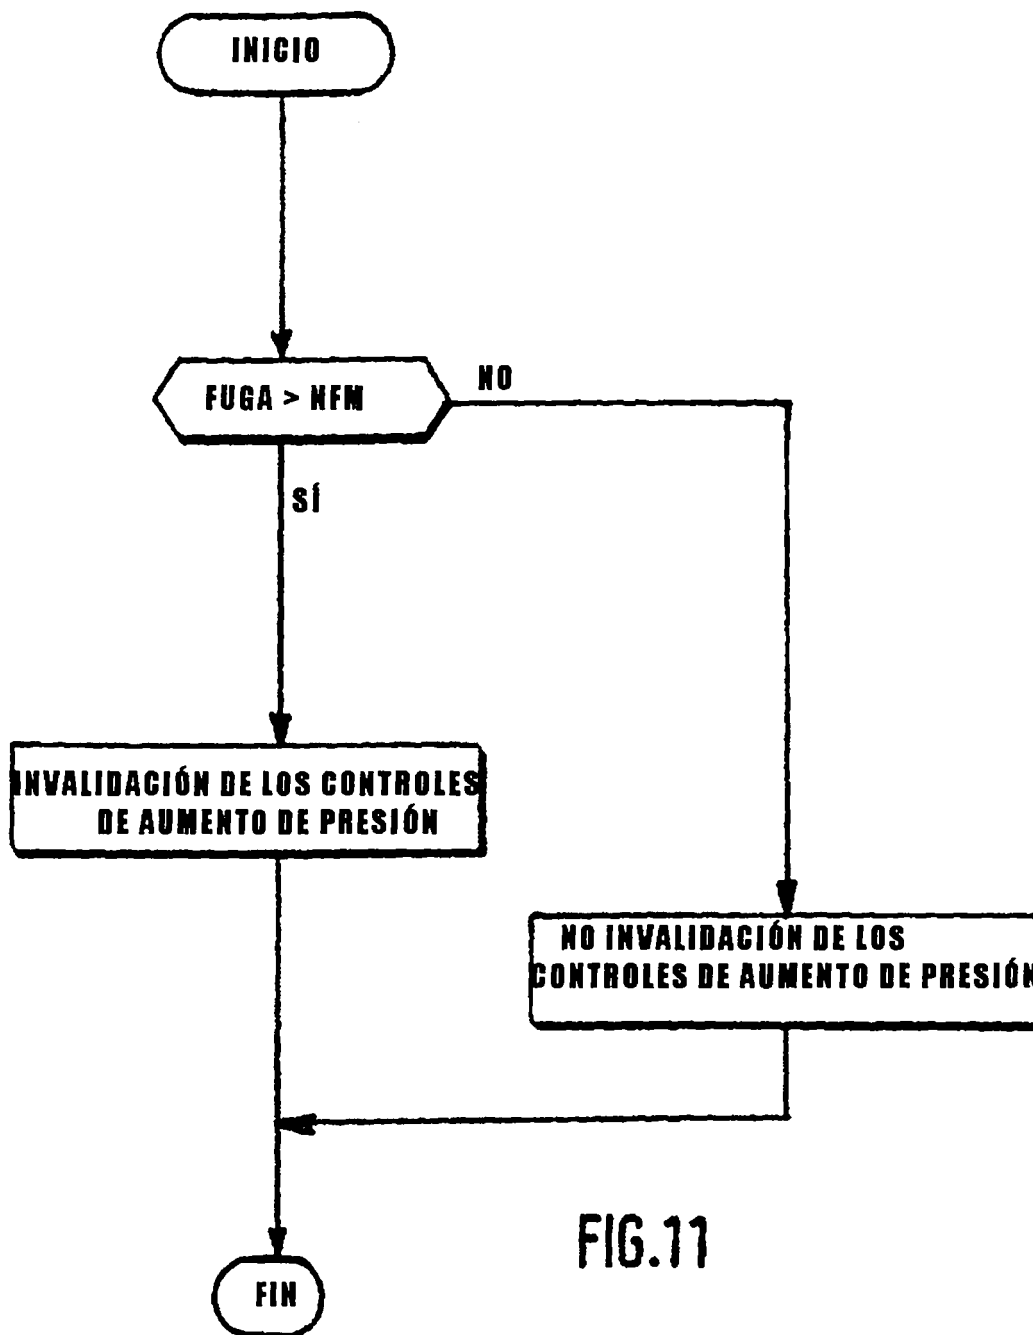 INICIO
FUGA > NFM
NO
SÍ
INVALIDACIÓN DE LOS CONTROLES
DE AUMENTO DE PRESIÓN
NO INVALIDACIÓN DE LOS
CONTROLES DE AUMENTO DE PRESIÓN
FIN
FIG.11